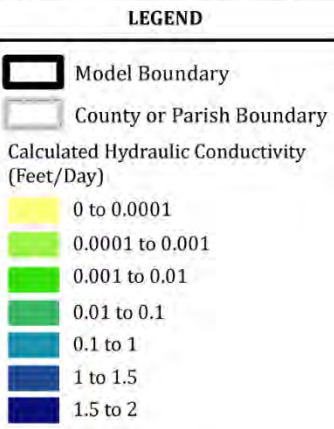 LEGEND
Model Boundary
County or Parish Boundary
Calculated Hydraulic Conductivity
(Feet/Day)
0 to 0.0001
0.0001 to 0.001
0.001 to 0.01
0.01 to 0.1
0.1 to 1
1 to 1.5
1.5 to 2